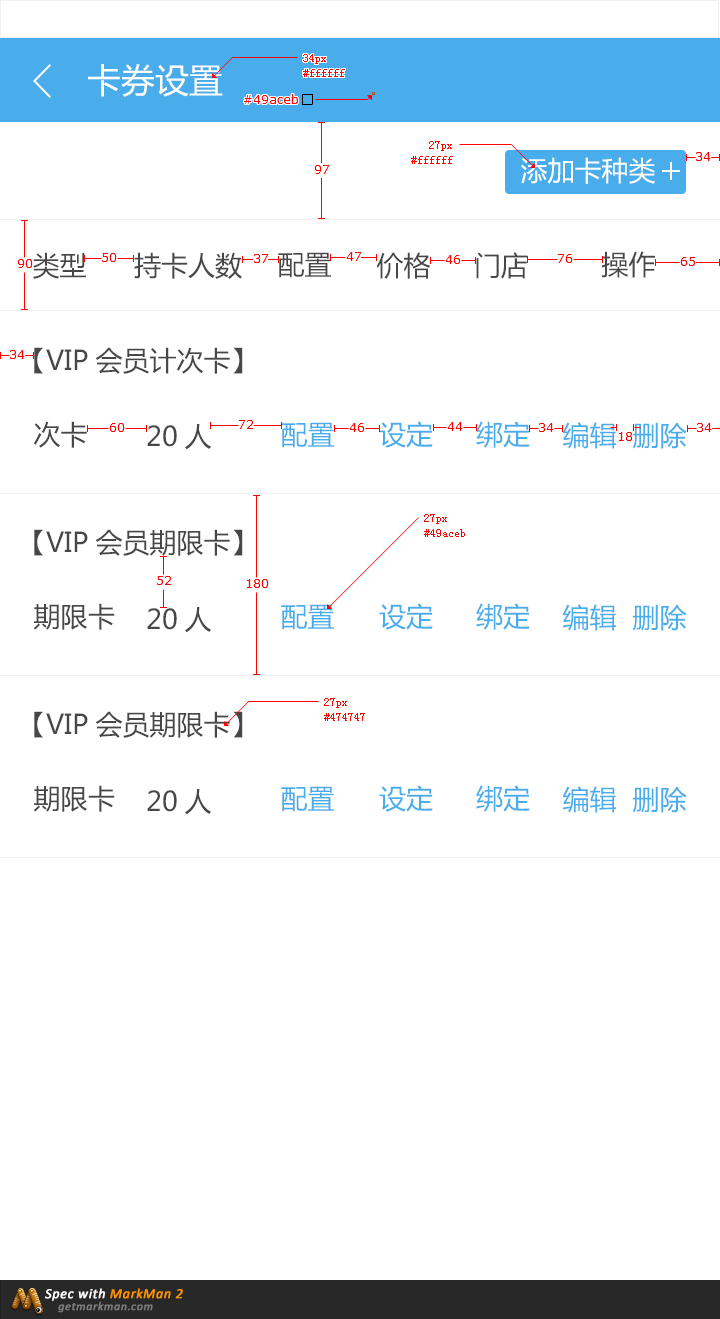 卡券设置
34px
#ffffff
#49aceb
97
27px
#ffffff
添加卡种类
34
90
类型 50 持卡人数 37 配置 47 价格 46 门店 76 操作 65
34
【VIP 会员计次卡】
次卡 60 20 人 72 配置 46 设定 44 绑定 34 编辑 18 删除 34
【VIP 会员期限卡】
27px
#49aceb
52
180
期限卡 20 人 配置 设定 绑定 编辑 删除
27px
#474747
【VIP 会员期限卡】
期限卡 20 人 配置 设定 绑定 编辑 删除
Spec with MarkMan 2
getmarkman.com